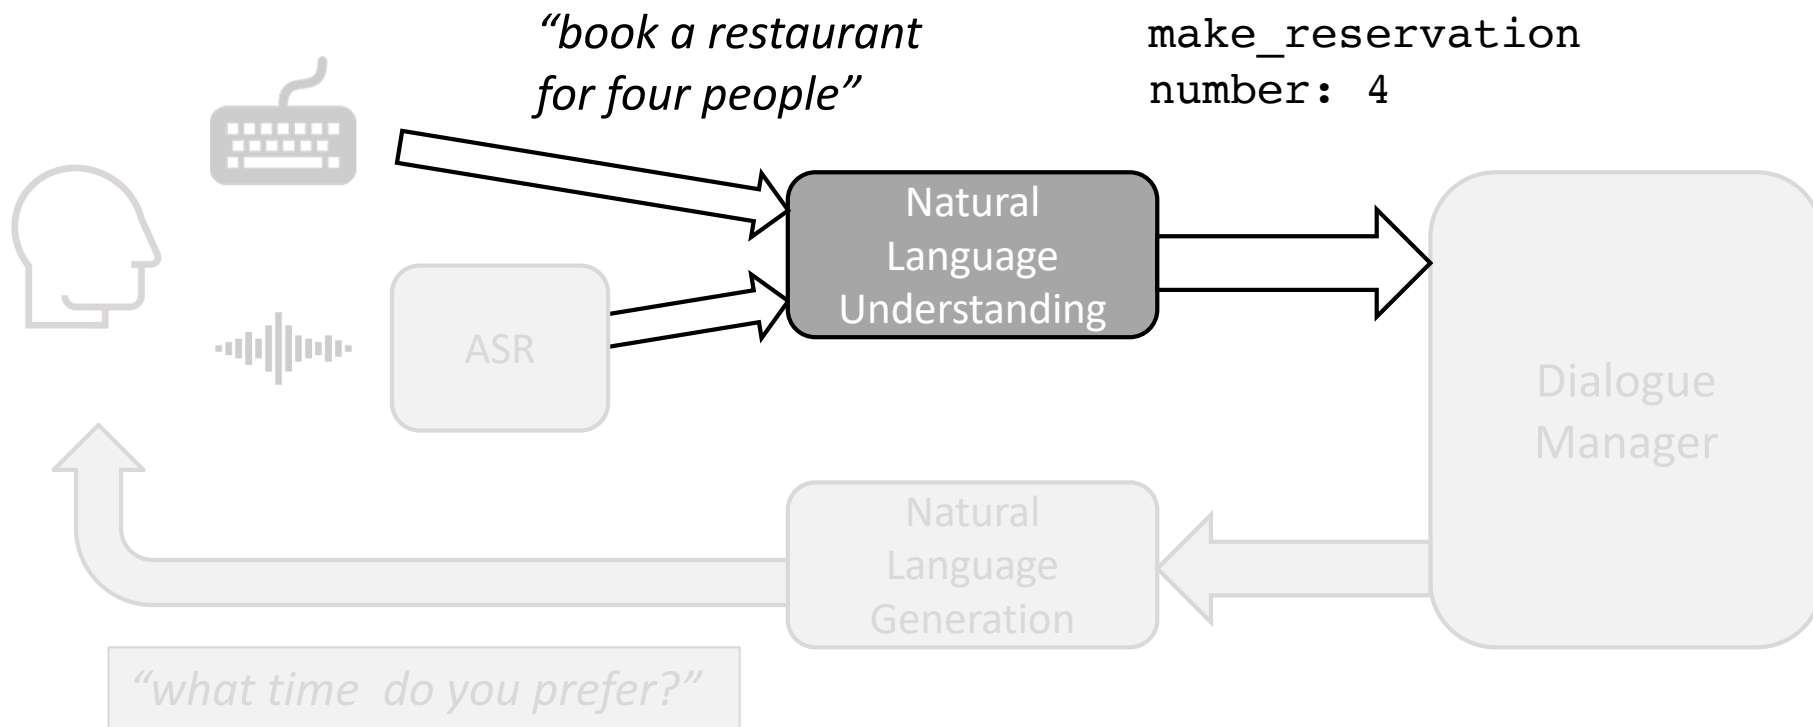 “book a restaurant
for four people”
make_reservation
number: 4
Natural
Language
Understanding
ASR
Dialogue
Manager
Natural
Language
Generation
“what time do you prefer?”